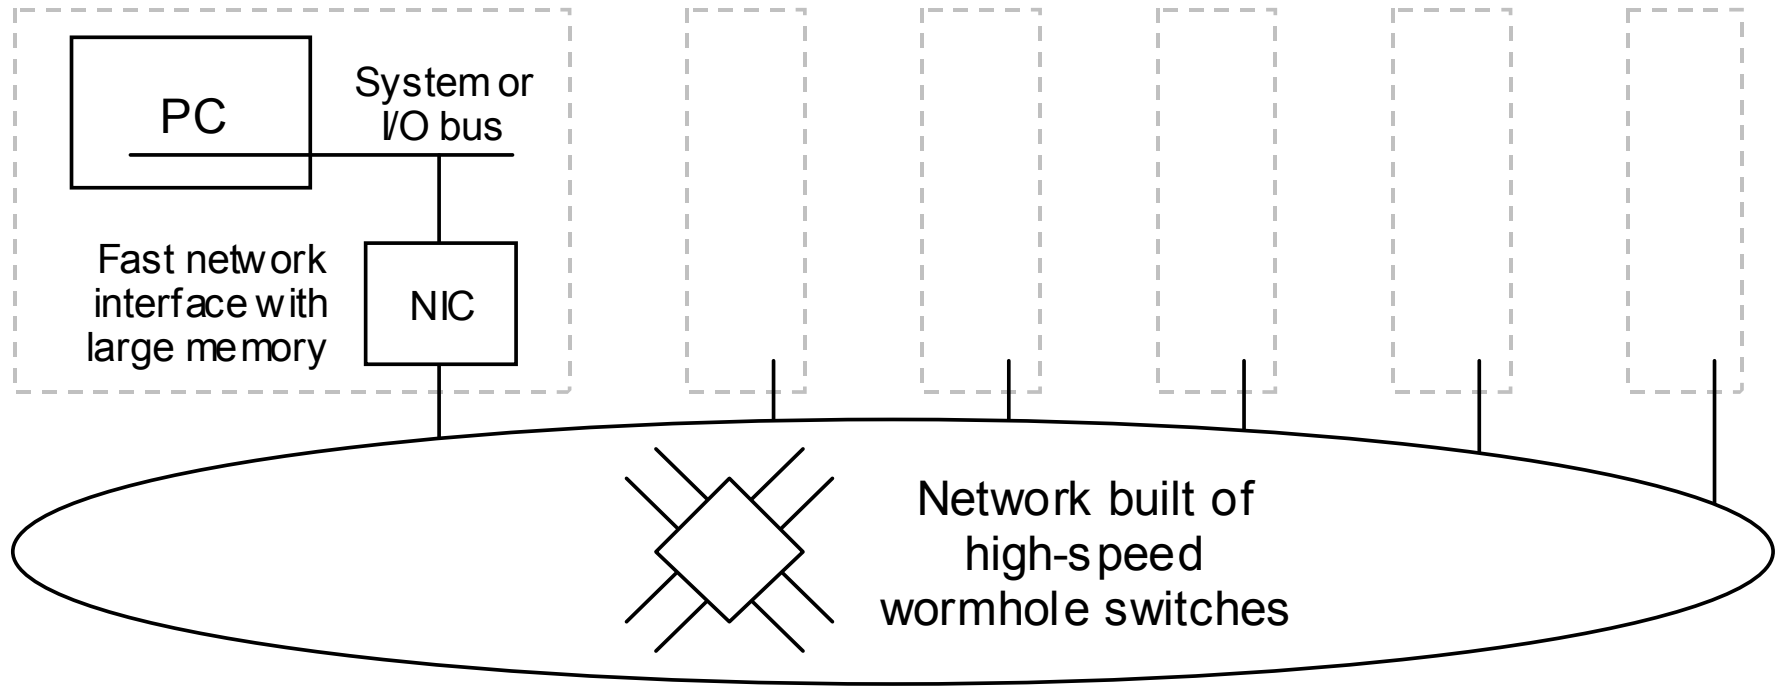 PC
System or
I/O bus
Fast network
interface with
large memory
NIC
Network built of
high-speed
wormhole switches